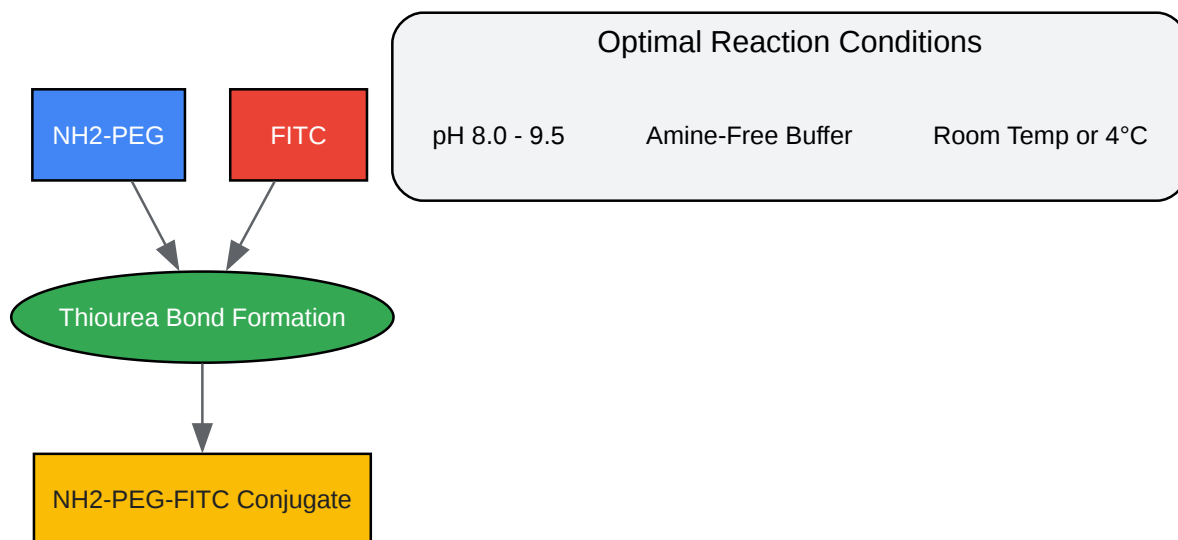 Optimal Reaction Conditions
NH2-PEG
FITC
pH 8.0 - 9.5
Amine-Free Buffer
Room Temp or 4°C
Thiourea Bond Formation
NH2-PEG-FITC Conjugate